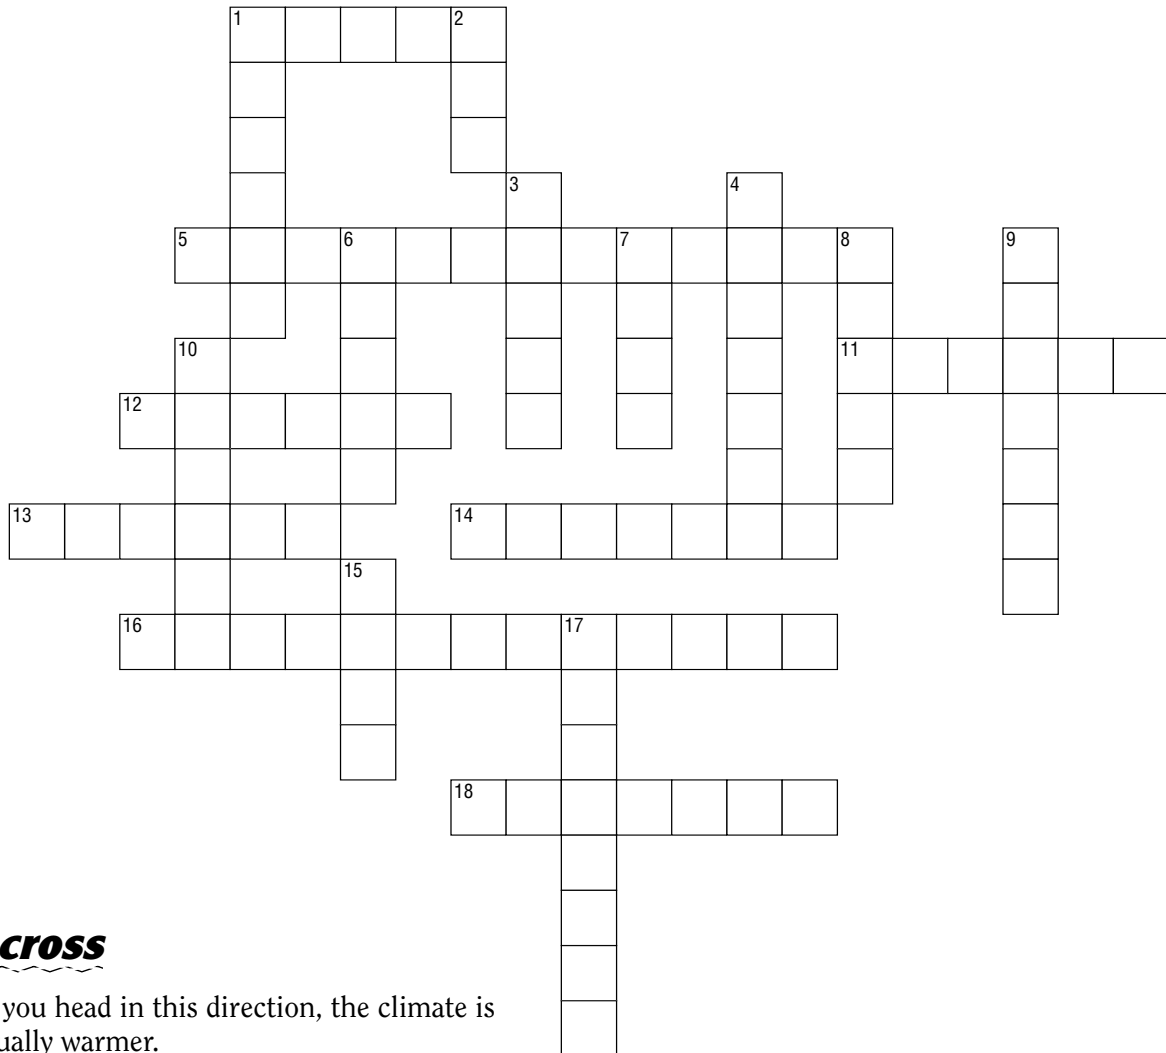 1 2
3 4
5 6 7 8 9
10 11
12
13 14
15
16 17
18
cross
you head in this direction, the climate is
ually warmer.